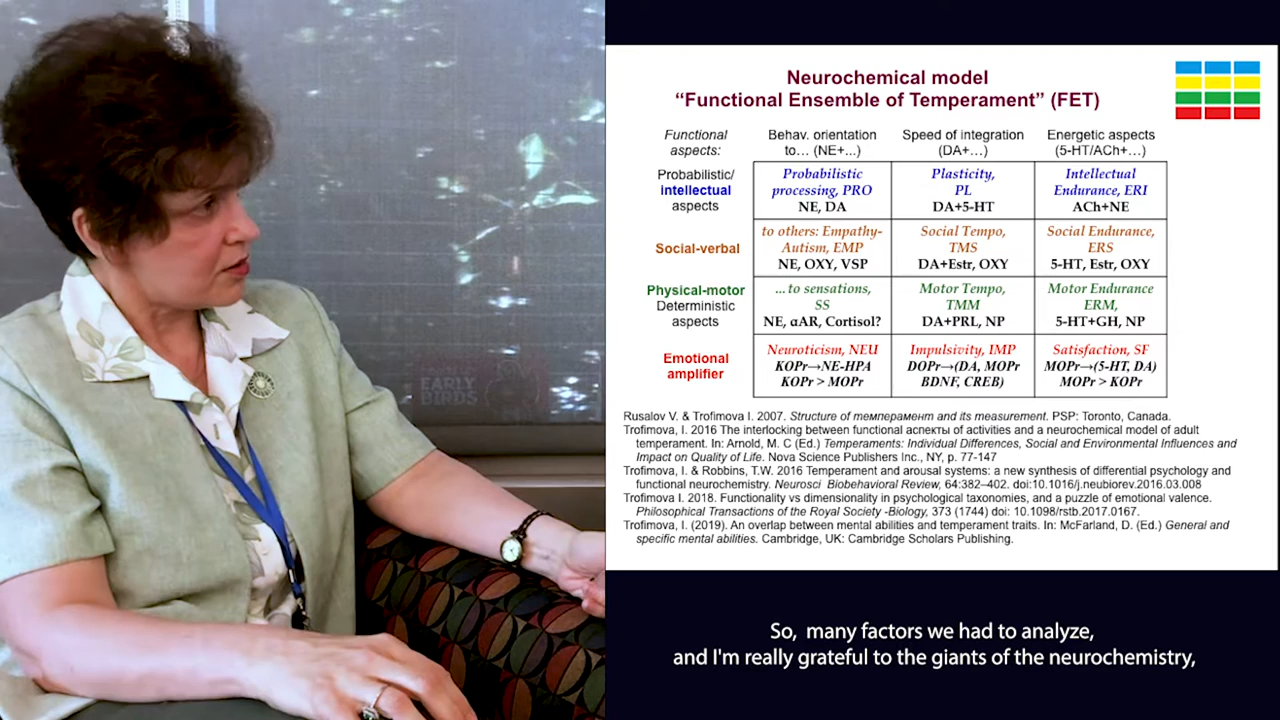 Neurochemical model
“Functional Ensemble of Temperament” (FET)
Functional aspects:
Behav. orientation to… (NE+...)
Speed of integration (DA+…)
Energetic aspects (5-HT/ACh+…)
Probabilistic/ intellectual aspects
Probabilistic processing, PRO
NE, DA
Plasticity, PL
DA+5-HT
Intellectual Endurance, ERI
ACh+NE
Social-verbal
to others: Empathy-Autism, EMP
NE, OXY, VSP
Social Tempo, TMS
DA+Estr, OXY
Social Endurance, ERS
5-HT, Estr, OXY
Physical-motor Deterministic aspects
...to sensations, SS
NE, αAR, Cortisol?
Motor Tempo, TMM
DA+PRL, NP
Motor Endurance ERM,
5-HT+GH, NP
Emotional amplifier
Neuroticism, NEU
KOPr→NE-HPA
KOPr > MOPr
Impulsivity, IMP
DOPr→(DA, MOPr
BDNF, CREB)
Satisfaction, SF
MOPr→(5-HT, DA)
MOPr > KOPr
Rusalov V. & Trofimova I. 2007. Structure of темперамент and its measurement. PSP: Toronto, Canada.
Trofimova, I. 2016 The interlocking between functional аспекты of activities and a neurochemical model of adult
temperament. In: Arnold, M. C (Ed.) Temperaments: Individual Differences, Social and Environmental Influences and
Impact on Quality of Life. Nova Science Publishers Inc., NY, p. 77-147
Trofimova, I. & Robbins, T.W. 2016 Temperament and arousal systems: a new synthesis of differential psychology and
functional neurochemistry. Neurosci Biobehavioral Review, 64:382–402. doi:10.1016/j.neubiorev.2016.03.008
Trofimova I. 2018. Functionality vs dimensionality in psychological taxonomies, and a puzzle of emotional valence.
Philosophical Transactions of the Royal Society -Biology, 373 (1744) doi: 10.1098/rstb.2017.0167.
Trofimova, I. (2019). An overlap between mental abilities and temperament traits. In: McFarland, D. (Ed.) General and
specific mental abilities. Cambridge, UK: Cambridge Scholars Publishing.
EARLY
BIRDS
So, many factors we had to analyze,
and I'm really grateful to the giants of the neurochemistry,